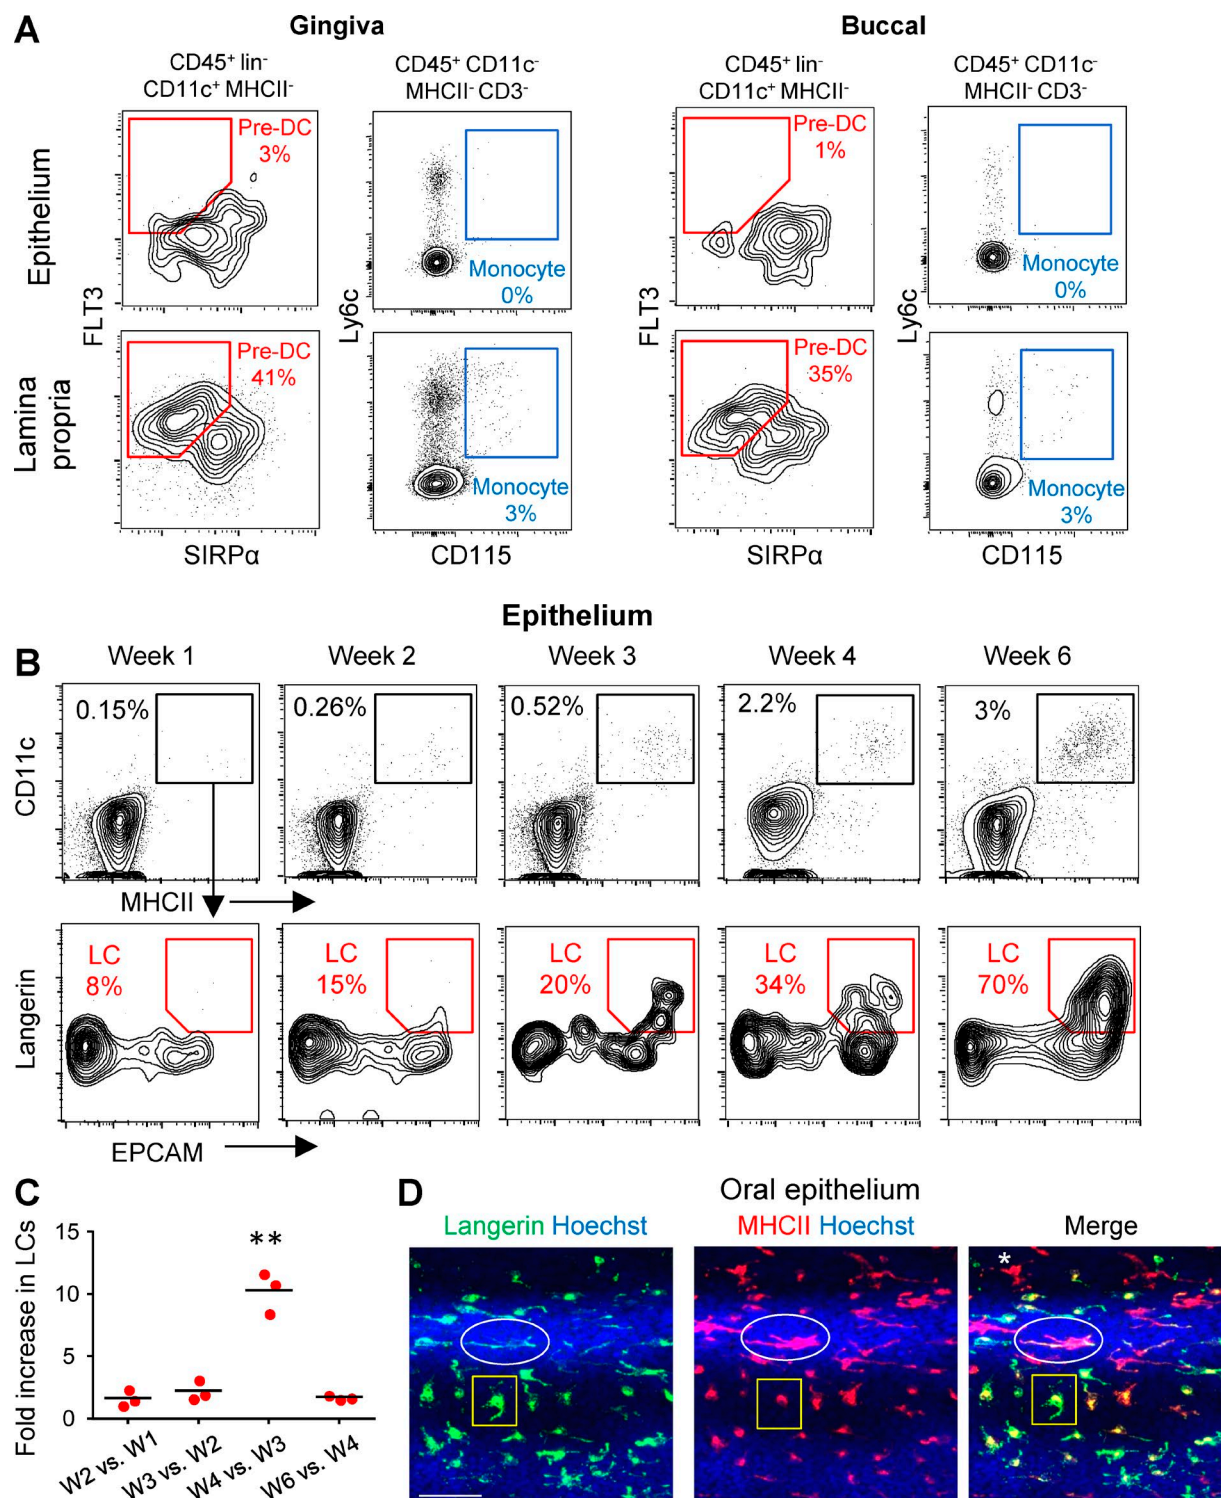 A
Gingiva
Buccal
CD45⁺ lin⁻
CD11c⁺ MHCII⁻
CD45⁺ CD11c⁻
MHCII⁻ CD3⁻
CD45⁺ lin⁻
CD11c⁺ MHCII⁻
CD45⁺ CD11c⁻
MHCII⁻ CD3⁻
Epithelium
Pre-DC
3%
Monocyte
0%
Pre-DC
1%
Monocyte
0%
FLT3
Ly6c
FLT3
Ly6c
Lamina
propria
Pre-DC
41%
Monocyte
3%
Pre-DC
35%
Monocyte
3%
SIRPα
CD115
SIRPα
CD115
Epithelium
B
Week 1
Week 2
Week 3
Week 4
Week 6
CD11c
0.15%
0.26%
0.52%
2.2%
3%
MHCII
Langerin
LC
8%
LC
15%
LC
20%
LC
34%
LC
70%
EPCAM
C
Fold increase in LCs
15
10
5
0
**
W2 vs. W1
W3 vs. W2
W4 vs. W3
W6 vs. W4
D
Oral epithelium
Langerin Hoechst
MHCII Hoechst
Merge
*